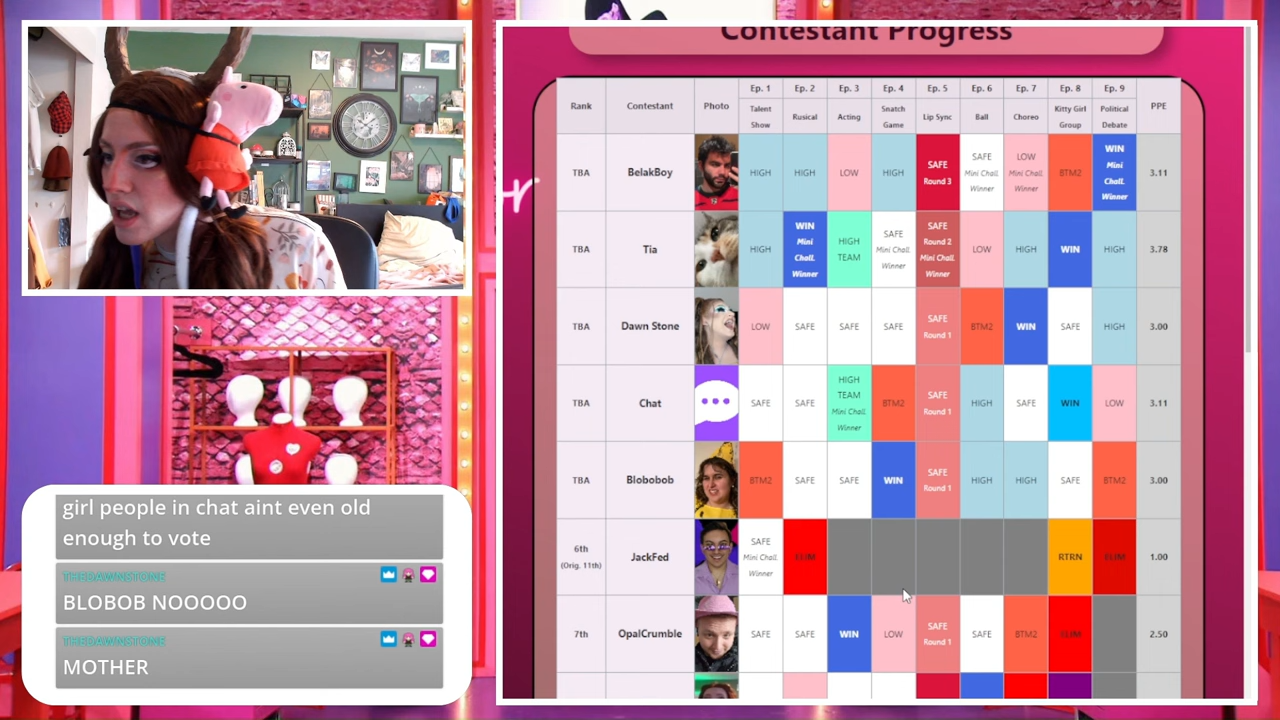 Contestant Progress
Rank Contestant Photo Ep. 1 Ep. 2 Ep. 3 Ep. 4 Ep. 5 Ep. 6 Ep. 7 Ep. 8 Ep. 9 PPE
Talent Show Rusical Acting Snatch Game Lip Sync Ball Choreo Kitty Girl Group Political Debate
TBA BelakBoy HIGH HIGH LOW HIGH SAFE Round 3 SAFE Mini Chall. Winner LOW Mini Chall. Winner BTM2 WIN Mini Chall. Winner 3.11
TBA Tia HIGH WIN Mini Chall. Winner HIGH TEAM SAFE Mini Chall. Winner SAFE Round 2 Mini Chall. Winner LOW HIGH WIN HIGH 3.78
TBA Dawn Stone LOW SAFE SAFE SAFE SAFE Round 1 BTM2 WIN SAFE HIGH 3.00
TBA Chat SAFE SAFE HIGH TEAM Mini Chall. Winner BTM2 SAFE Round 1 HIGH SAFE WIN LOW 3.11
TBA Blobobob BTM2 SAFE SAFE WIN SAFE Round 1 HIGH HIGH SAFE BTM2 3.00
6th (Orig. 11th) JackFed SAFE Mini Chall. Winner ELIM RTRN ELIM 1.00
7th OpalCrumble SAFE SAFE WIN LOW SAFE Round 1 SAFE BTM2 ELIM 2.50
girl people in chat aint even old
enough to vote
THEDAWNSTONE
BLOBOB NOOOOO
THEDAWNSTONE
MOTHER